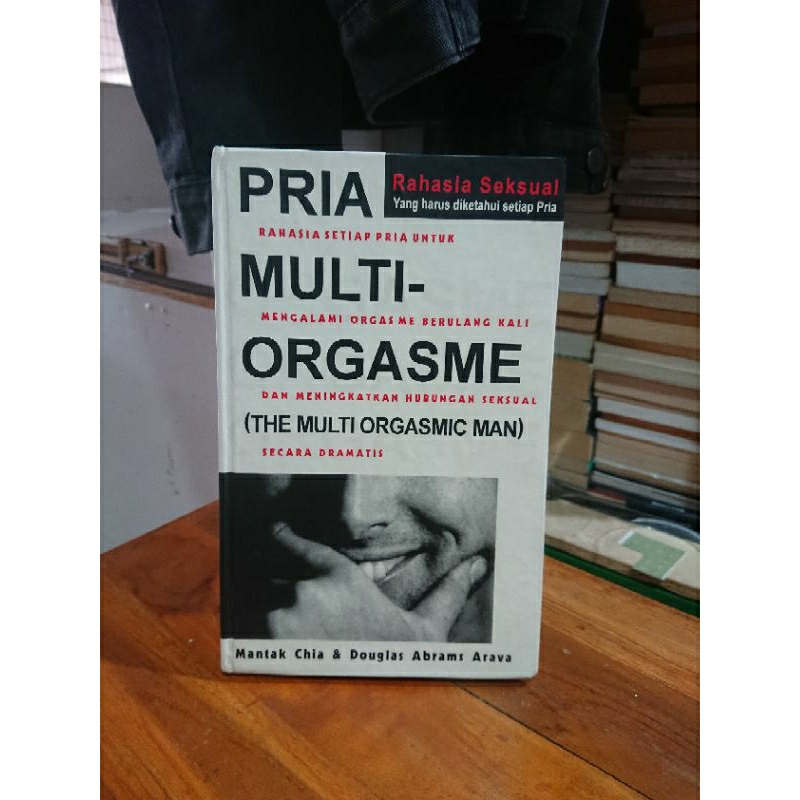 PRIA
Rahasia Seksual
Yang harus diketahui setiap Pria
RAHASIA SETIAP PRIA UNTUK
MULTI-
MENGALAMI ORGASME BERULANG KALI
ORGASME
DAN MENINGKATKAN HUBUNGAN SEKSUAL
(THE MULTI ORGASMIC MAN)
SECARA DRAMATIS
Mantak Chia & Douglas Abrams Arava